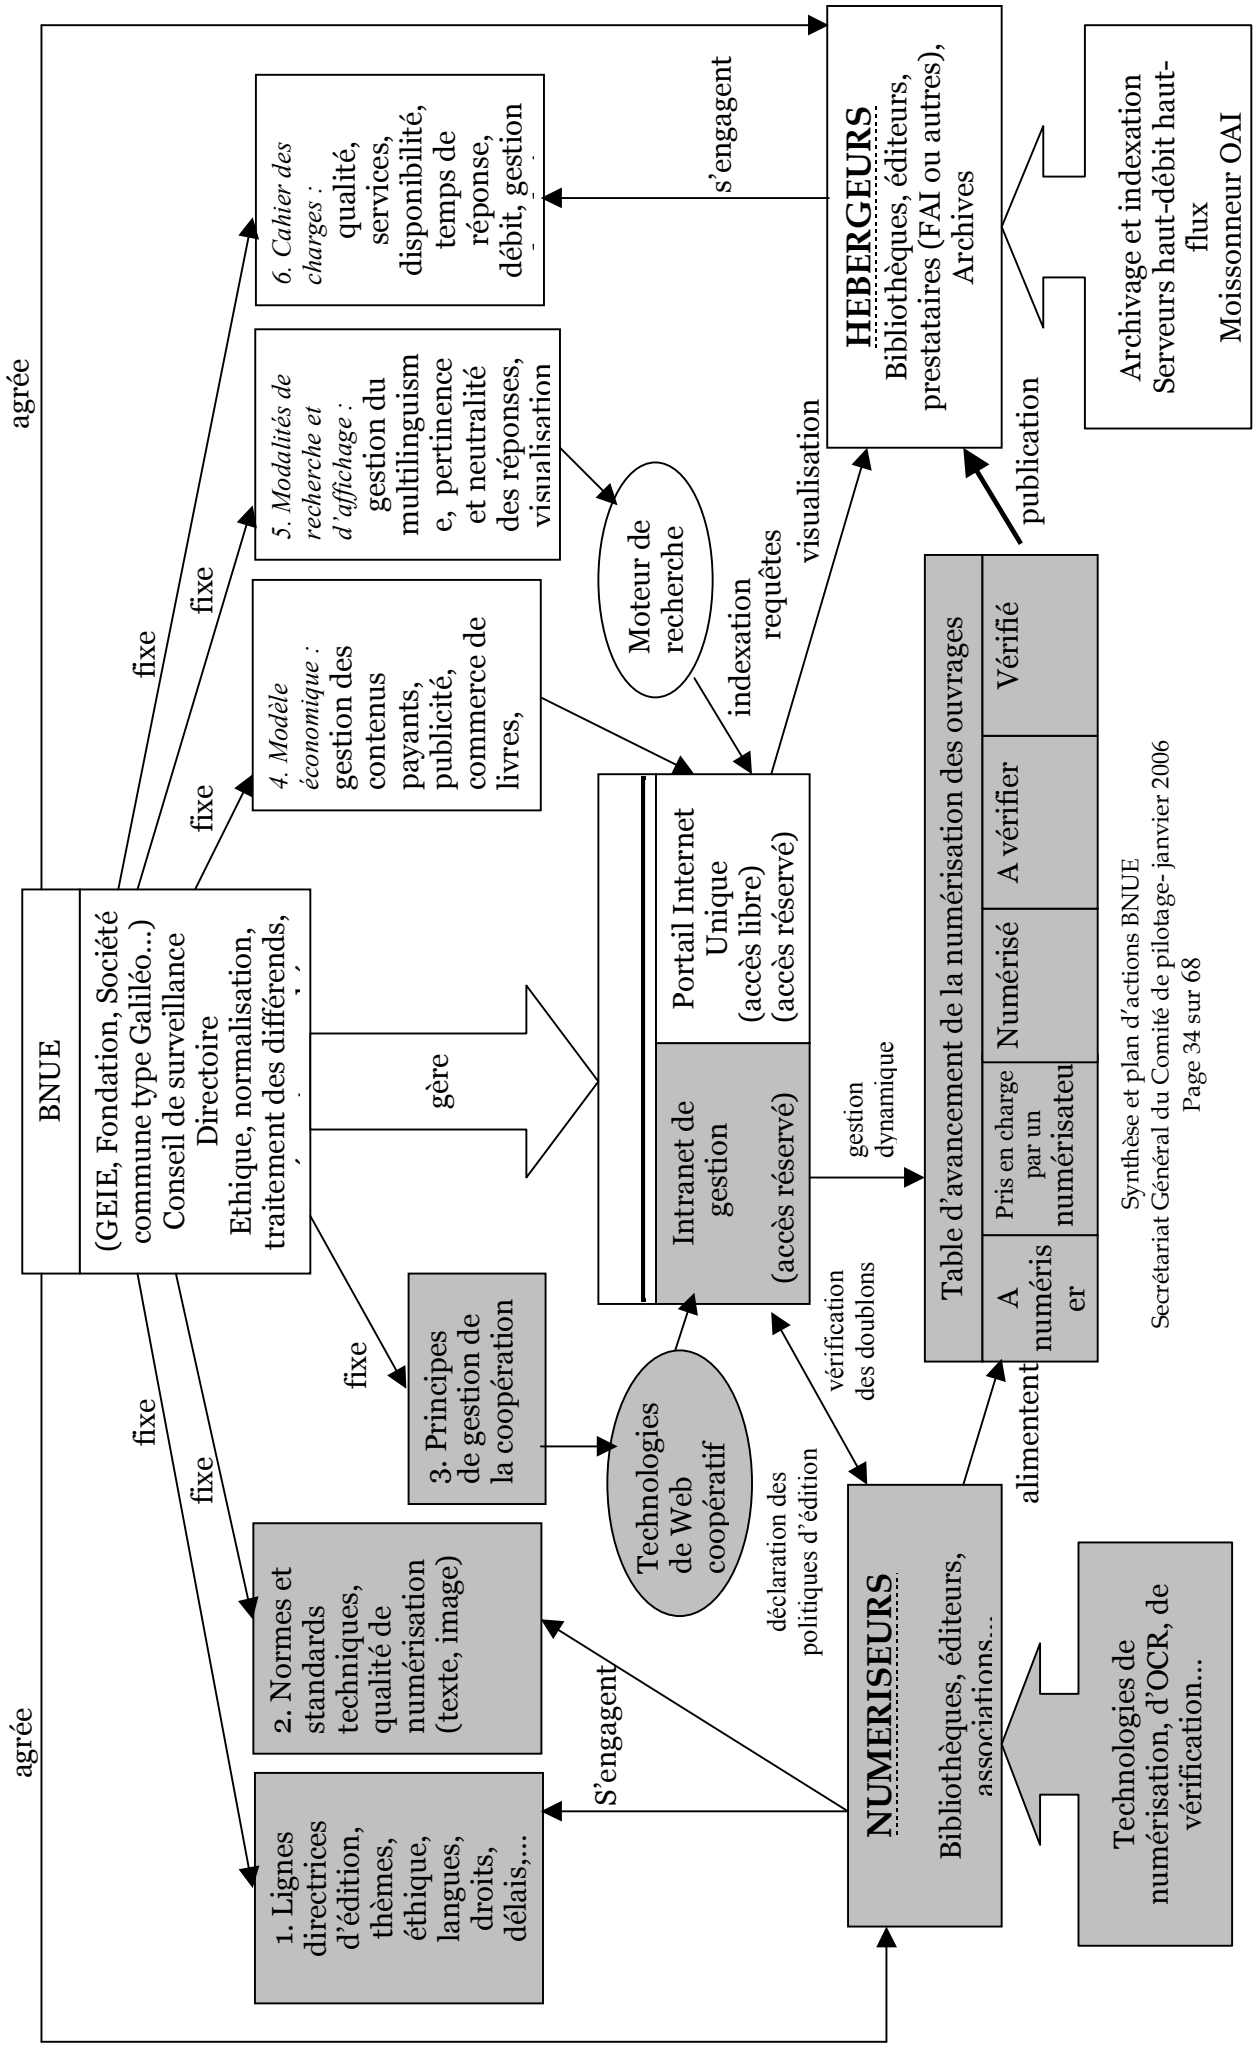 agrée
agrée
BNUE
(GEIE, Fondation, Société
commune type Galiléo...)
Conseil de surveillance
Directoire
Ethique, normalisation,
traitement des différends,
fixe
fixe
fixe
fixe
fixe
fixe
1. Lignes
directrices
d'édition,
thèmes,
éthique,
langues,
droits,
délais,...
2. Normes et
standards
techniques,
qualité de
numérisation
(texte, image)
3. Principes
de gestion de
la coopération
4. Modèle
économique :
gestion des
contenus
payants,
publicité,
commerce de
livres,
5. Modalités de
recherche et
d'affichage :
gestion du
multilinguism
e, pertinence
et neutralité
des réponses,
visualisation
6. Cahier des
charges :
qualité,
services,
disponibilité,
temps de
réponse,
débit, gestion
gère
S'engagent
s'engagent
Technologies
de Web
coopératif
Moteur de
recherche
Intranet de
gestion
(accès réservé)
Portail Internet
Unique
(accès libre)
(accès réservé)
indexation
requêtes
visualisation
déclaration des
politiques d'édition
vérification
des doublons
gestion
dynamique
NUMERISEURS
Bibliothèques, éditeurs,
associations...
HEBERGEURS
Bibliothèques, éditeurs,
prestataires (FAI ou autres),
Archives
alimentent
publication
Table d'avancement de la numérisation des ouvrages
A
numéris
er
Pris en charge
par un
numérisateu
Numérisé
A vérifier
Vérifié
Technologies de
numérisation, d'OCR, de
vérification...
Archivage et indexation
Serveurs haut-débit haut-
flux
Moissonneur OAI
Synthèse et plan d'actions BNUE
Secrétariat Général du Comité de pilotage- janvier 2006
Page 34 sur 68